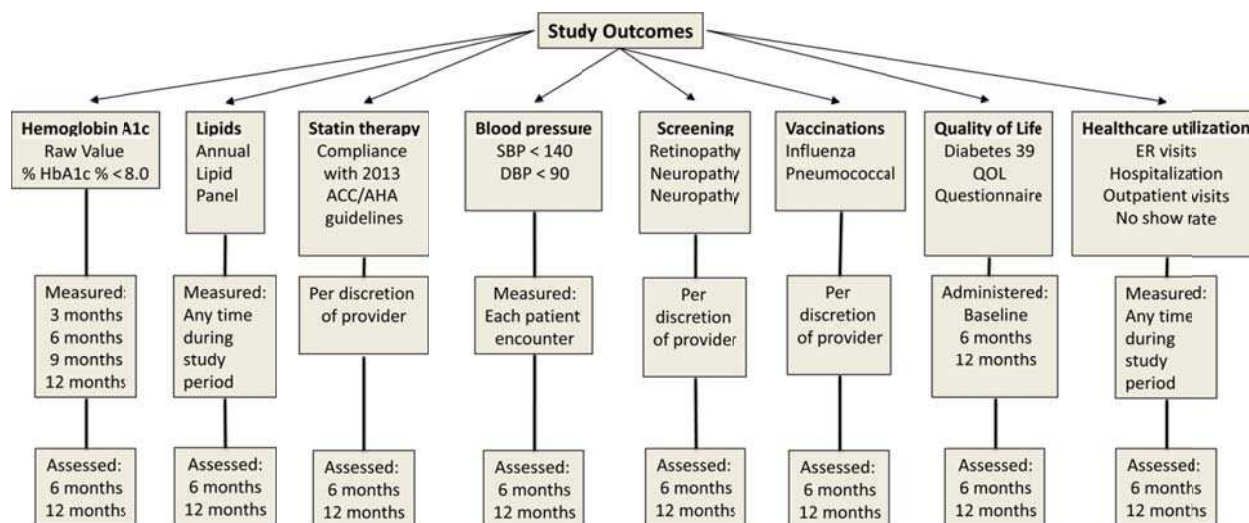 Study Outcomes
Hemoglobin A1c
Raw Value
% HbA1c % < 8.0
Lipids
Annual
Lipid
Panel
Statin therapy
Compliance
with 2013
ACC/AHA
guidelines
Blood pressure
SBP < 140
DBP < 90
Screening
Retinopathy
Neuropathy
Neuropathy
Vaccinations
Influenza
Pneumococcal
Quality of Life
Diabetes 39
QOL
Questionnaire
Healthcare utilization
ER visits
Hospitalization
Outpatient visits
No show rate
Measured:
3 months
6 months
9 months
12 months
Measured:
Any time
during
study
period
Per discretion
of provider
Measured:
Each patient
encounter
Per
discretion
of provider
Per
discretion
of provider
Administered:
Baseline
6 months
12 months
Measured:
Any time
during
study
period
Assessed:
6 months
12 months
Assessed:
6 months
12 months
Assessed:
6 months
12 months
Assessed:
6 months
12 months
Assessed:
6 months
12 months
Assessed:
6 months
12 months
Assessed:
6 months
12 months
Assessed:
6 months
12 months